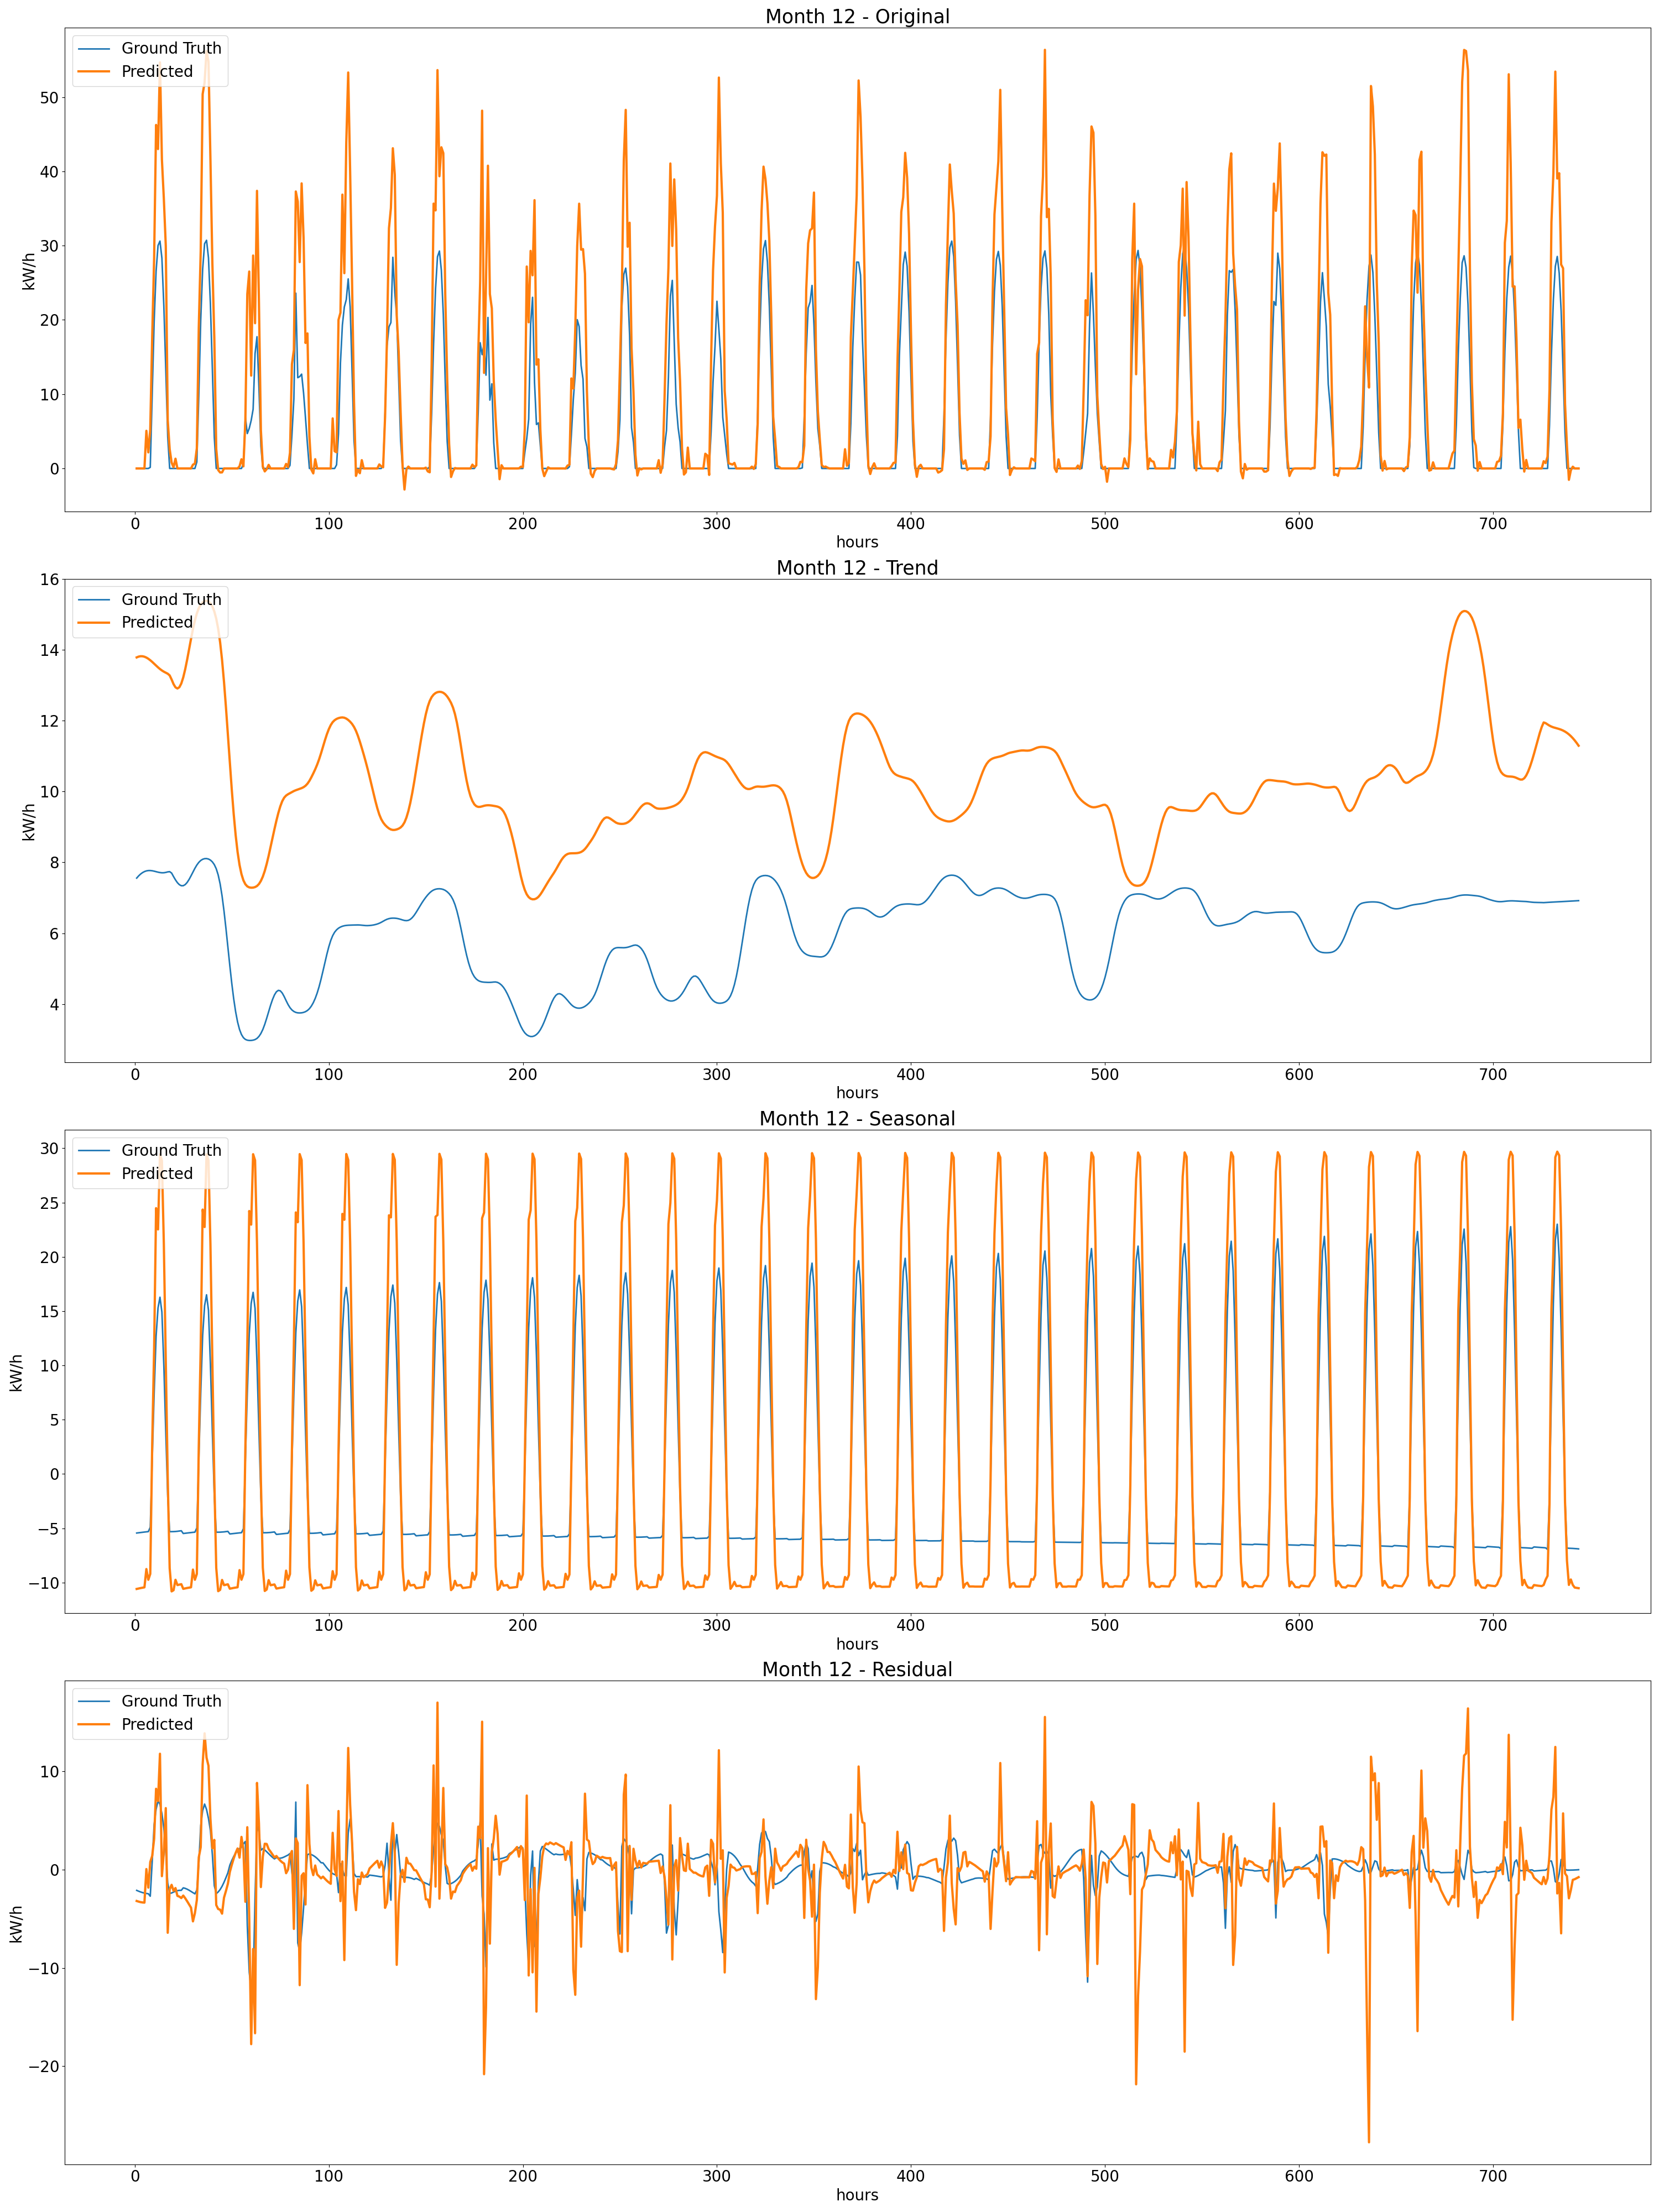 Month 12 - Original
Ground Truth
Predicted
kW/h
50
40
30
20
10
0
0 100 200 300 400 500 600 700
hours
Month 12 - Trend
Ground Truth
Predicted
kW/h
16
14
12
10
8
6
4
0 100 200 300 400 500 600 700
hours
Month 12 - Seasonal
Ground Truth
Predicted
kW/h
30
25
20
15
10
5
0
−5
−10
0 100 200 300 400 500 600 700
hours
Month 12 - Residual
Ground Truth
Predicted
kW/h
10
0
−10
−20
0 100 200 300 400 500 600 700
hours